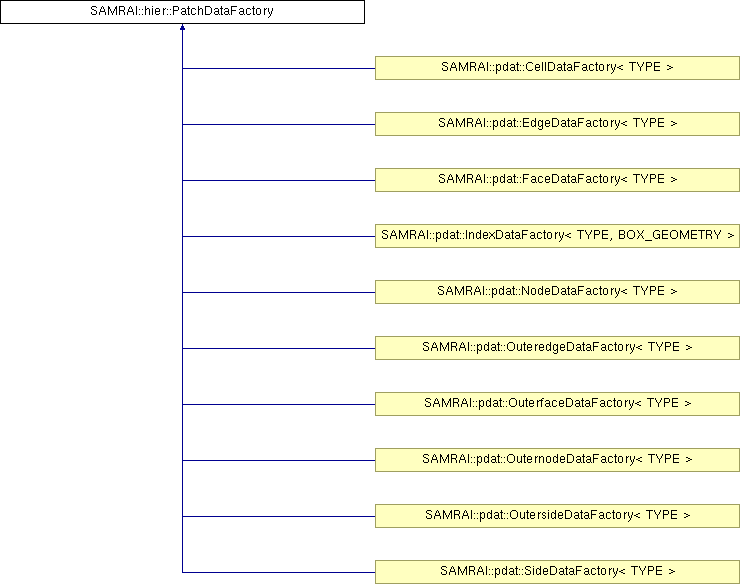 SAMRAI::hier::PatchDataFactory
SAMRAI::pdat::CellDataFactory< TYPE >
SAMRAI::pdat::EdgeDataFactory< TYPE >
SAMRAI::pdat::FaceDataFactory< TYPE >
SAMRAI::pdat::IndexDataFactory< TYPE, BOX_GEOMETRY >
SAMRAI::pdat::NodeDataFactory< TYPE >
SAMRAI::pdat::OuteredgeDataFactory< TYPE >
SAMRAI::pdat::OuterfaceDataFactory< TYPE >
SAMRAI::pdat::OuternodeDataFactory< TYPE >
SAMRAI::pdat::OutersideDataFactory< TYPE >
SAMRAI::pdat::SideDataFactory< TYPE >